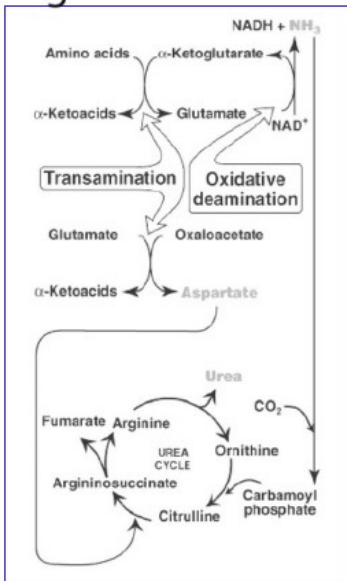 NADH + NH₃
Amino acids α-Ketoglutarate
α-Ketoacids Glutamate
NAD⁺
Transamination
Oxidative
deamination
Glutamate Oxaloacetate
α-Ketoacids Aspartate
Urea
CO₂
Fumarate Arginine
UREA
CYCLE
Ornithine
Argininosuccinate
Citrulline
Carbamoyl
phosphate